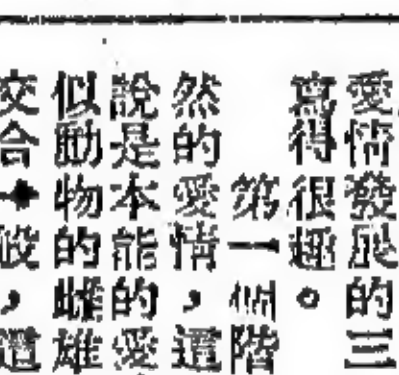 愛情發展的三
寫得很趣。
第一個階
然的愛情，這
說是本能的愛
似動物的雌雄
交合一般，這